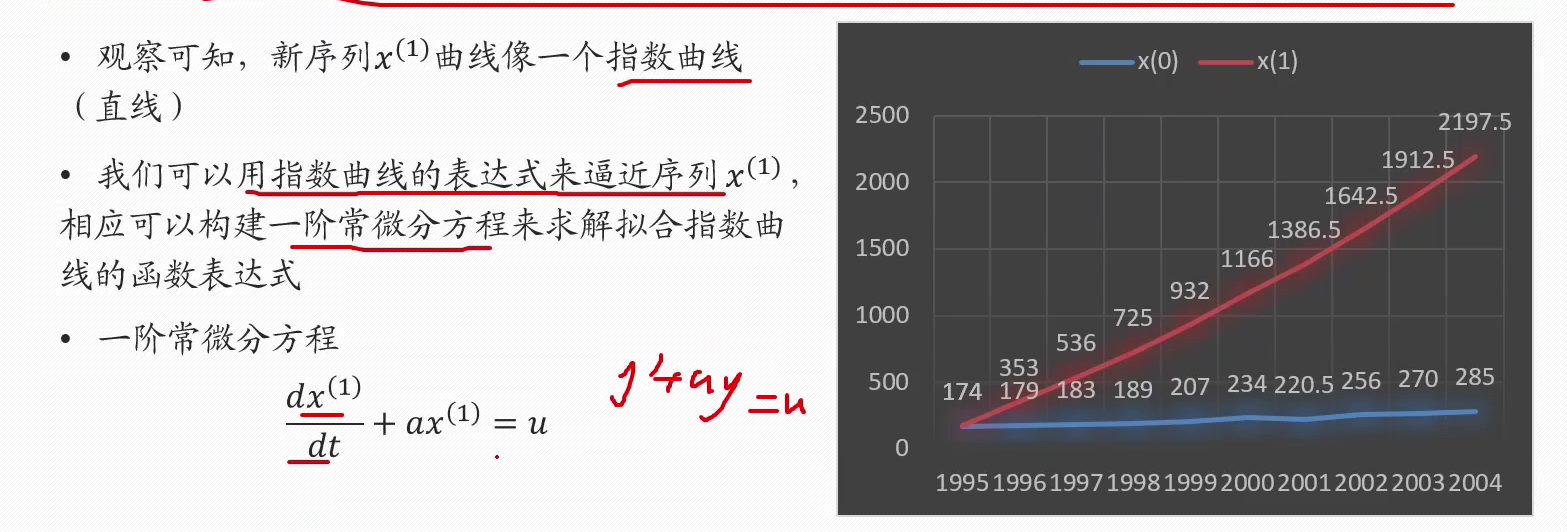 • 观察可知，新序列x⁽¹⁾曲线像一个指数曲线
（直线）
• 我们可以用指数曲线的表达式来逼近序列x⁽¹⁾，
相应可以构建一阶常微分方程来求解拟合指数曲
线的函数表达式
• 一阶常微分方程
dx⁽¹⁾/dt + ax⁽¹⁾ = u
y'+ay=u
x(0) x(1)
2500
2000
1500
1000
500
0
174 353 536 725 932 1166 1386.5 1642.5 1912.5 2197.5
179 183 189 207 234 220.5 256 270 285
1995 1996 1997 1998 1999 2000 2001 2002 2003 2004